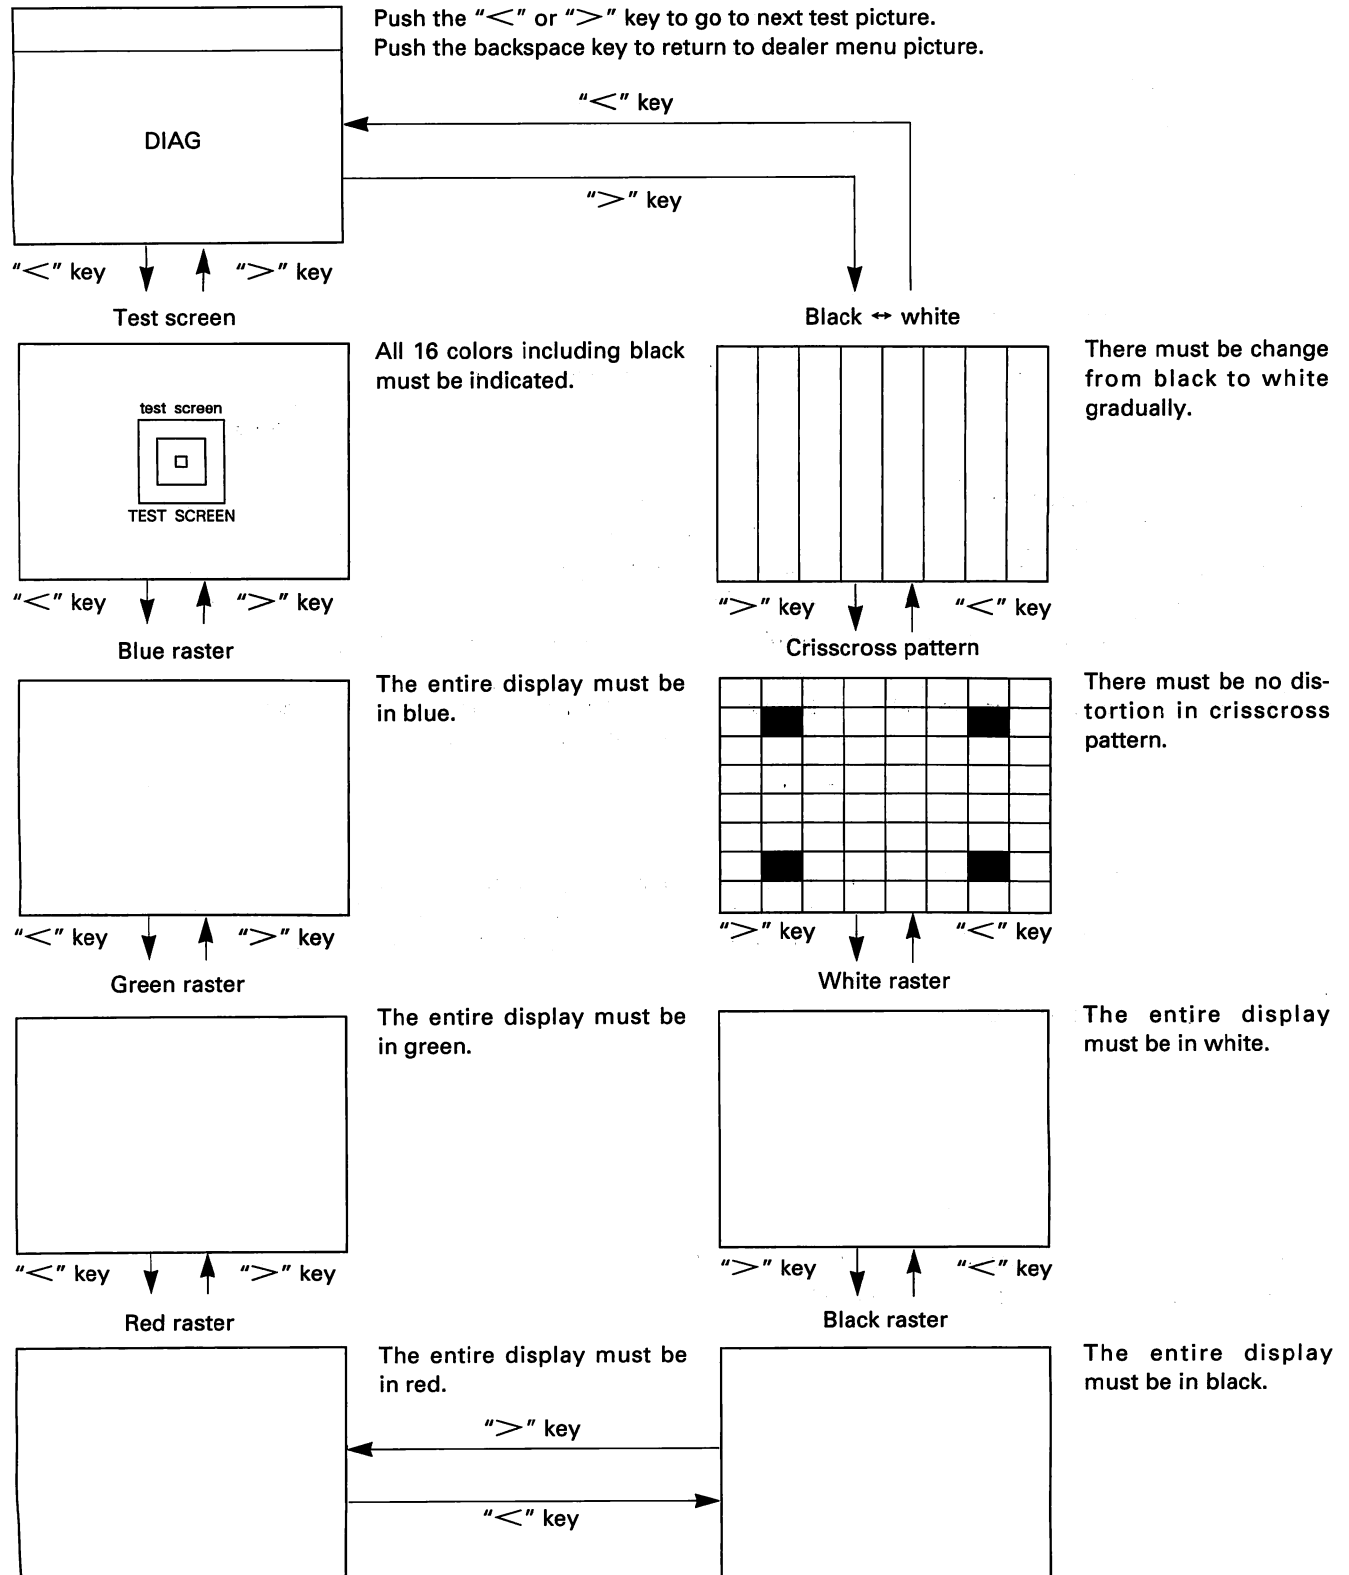 Push the “<” or “>” key to go to next test picture.
Push the backspace key to return to dealer menu picture.
“<” key
DIAG
“>” key
“<” key
“>” key
Test screen
Black ↔ white
All 16 colors including black
must be indicated.
There must be change
from black to white
gradually.
test screen
TEST SCREEN
“<” key
“>” key
“>” key
“<” key
Blue raster
Crisscross pattern
The entire display must be
in blue.
There must be no dis-
tortion in crisscross
pattern.
“<” key
“>” key
“>” key
“<” key
Green raster
White raster
The entire display must be
in green.
The entire display
must be in white.
“<” key
“>” key
“>” key
“<” key
Red raster
Black raster
The entire display must be
in red.
The entire display
must be in black.
“>” key
“<” key